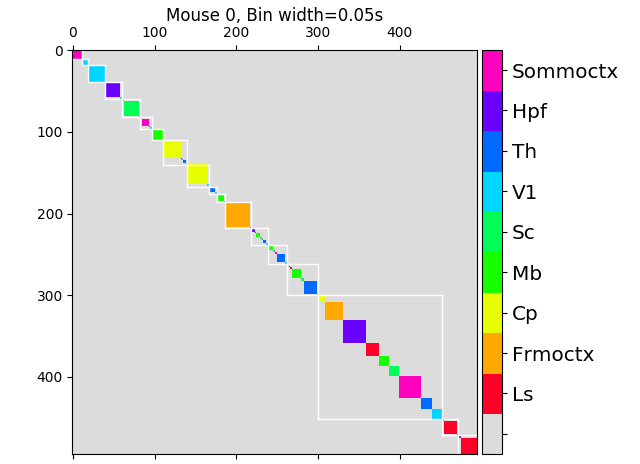 Mouse 0, Bin width=0.05s
0 100 200 300 400
0
100
200
300
400
Sommoctx
Hpf
Th
V1
Sc
Mb
Cp
Frmoctx
Ls